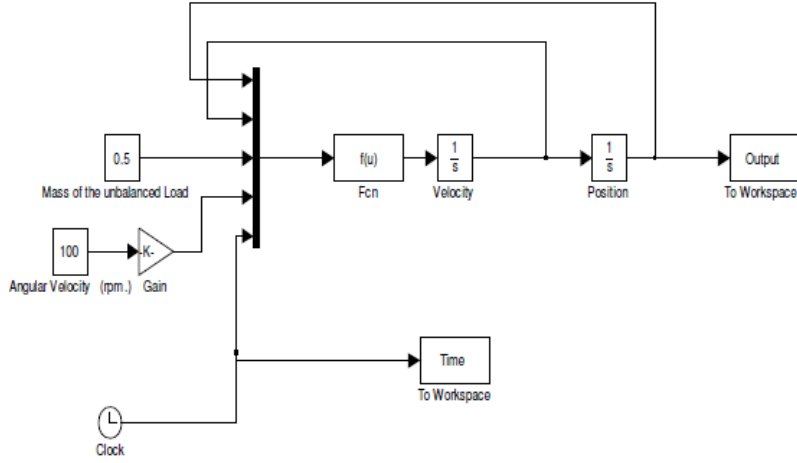 0.5
Mass of the unbalanced Load
100
Angular Velocity (rpm.)
-K-
Gain
f(u)
Fcn
1
s
Velocity
1
s
Position
Output
To Workspace
Time
To Workspace
Clock